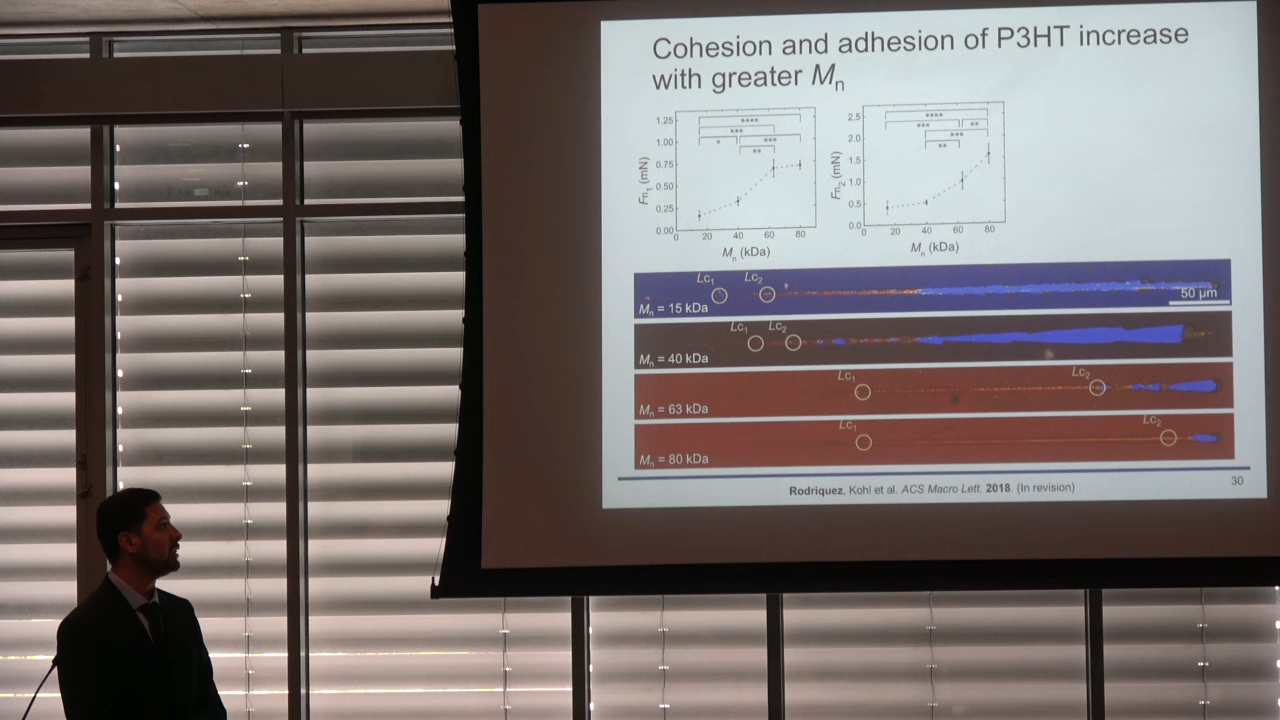 Cohesion and adhesion of P3HT increase
with greater Mn
****
***
* ***
**
1.25
1.00
0.75
0.50
0.25
0.00
Fn1 (mN)
0 20 40 60 80
Mn (kDa)
****
*** **
***
**
2.5
2.0
1.5
1.0
0.5
0.0
Fn2 (mN)
0 20 40 60 80
Mn (kDa)
Lc1 Lc2
50 µm
Mn = 15 kDa
Lc1 Lc2
Mn = 40 kDa
Lc1 Lc2
Mn = 63 kDa
Lc1 Lc2
Mn = 80 kDa
Rodriquez, Kohl et al. ACS Macro Lett. 2018. (In revision)
30